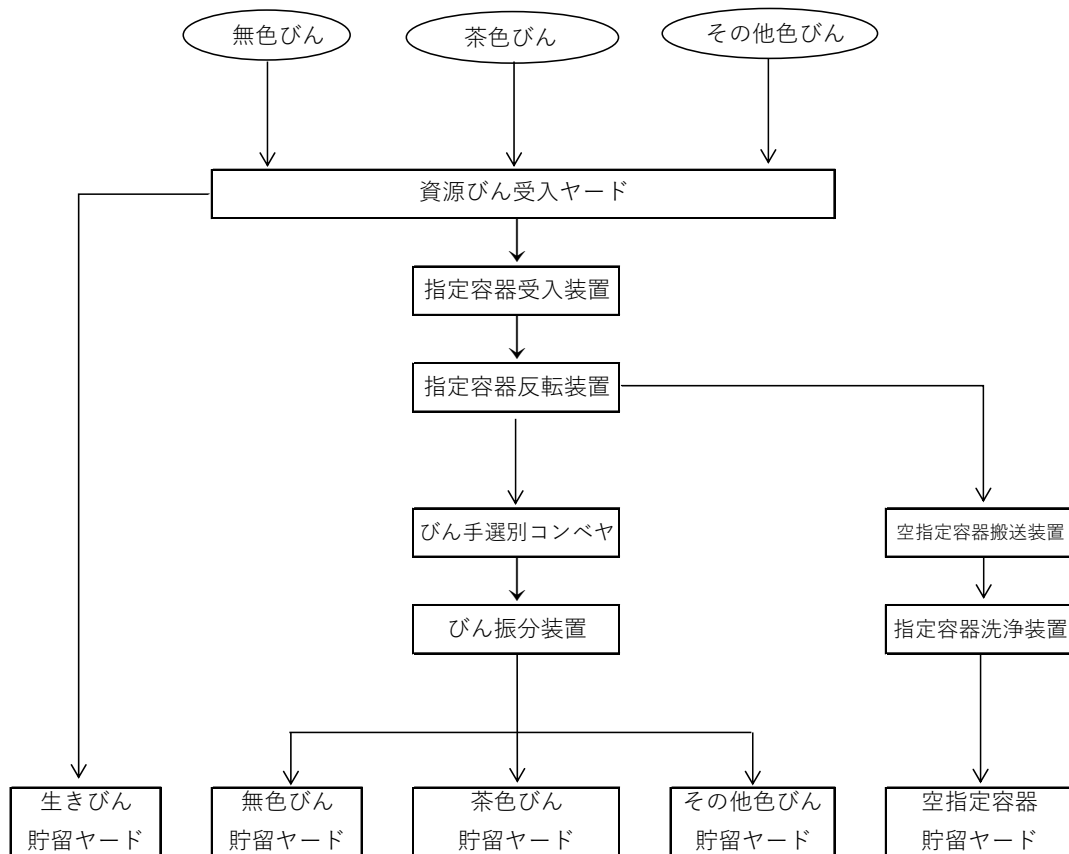 無色びん
茶色びん
その他色びん
資源びん受入ヤード
指定容器受入装置
指定容器反転装置
びん手選別コンベヤ
空指定容器搬送装置
びん振分装置
指定容器洗浄装置
生きびん
貯留ヤード
無色びん
貯留ヤード
茶色びん
貯留ヤード
その他色びん
貯留ヤード
空指定容器
貯留ヤード